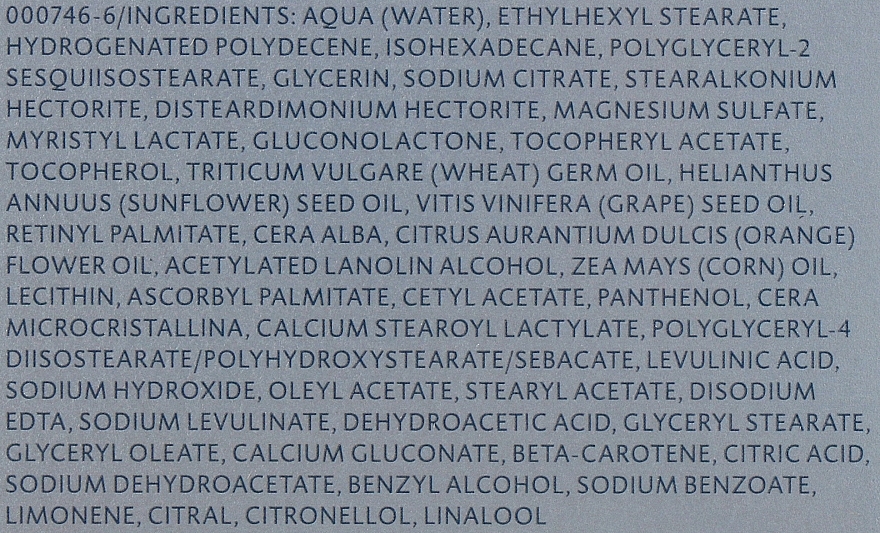 000746-6/INGREDIENTS: AQUA (WATER), ETHYLHEXYL STEARATE,
HYDROGENATED POLYDECENE, ISOHEXADECANE, POLYGLYCERYL-2
SESQUIISOSTEARATE, GLYCERIN, SODIUM CITRATE, STEARALKONIUM
HECTORITE, DISTEARDIMONIUM HECTORITE, MAGNESIUM SULFATE,
MYRISTYL LACTATE, GLUCONOLACTONE, TOCOPHERYL ACETATE,
TOCOPHEROL, TRITICUM VULGARE (WHEAT) GERM OIL, HELIANTHUS
ANNUUS (SUNFLOWER) SEED OIL, VITIS VINIFERA (GRAPE) SEED OIL,
RETINYL PALMITATE, CERA ALBA, CITRUS AURANTIUM DULCIS (ORANGE)
FLOWER OIL, ACETYLATED LANOLIN ALCOHOL, ZEA MAYS (CORN) OIL,
LECITHIN, ASCORBYL PALMITATE, CETYL ACETATE, PANTHENOL, CERA
MICROCRISTALLINA, CALCIUM STEAROYL LACTYLATE, POLYGLYCERYL-4
DIISOSTEARATE/POLYHYDROXYSTEARATE/SEBACATE, LEVULINIC ACID,
SODIUM HYDROXIDE, OLEYL ACETATE, STEARYL ACETATE, DISODIUM
EDTA, SODIUM LEVULINATE, DEHYDROACETIC ACID, GLYCERYL STEARATE,
GLYCERYL OLEATE, CALCIUM GLUCONATE, BETA-CAROTENE, CITRIC ACID,
SODIUM DEHYDROACETATE, BENZYL ALCOHOL, SODIUM BENZOATE,
LIMONENE, CITRAL, CITRONELLOL, LINALOOL